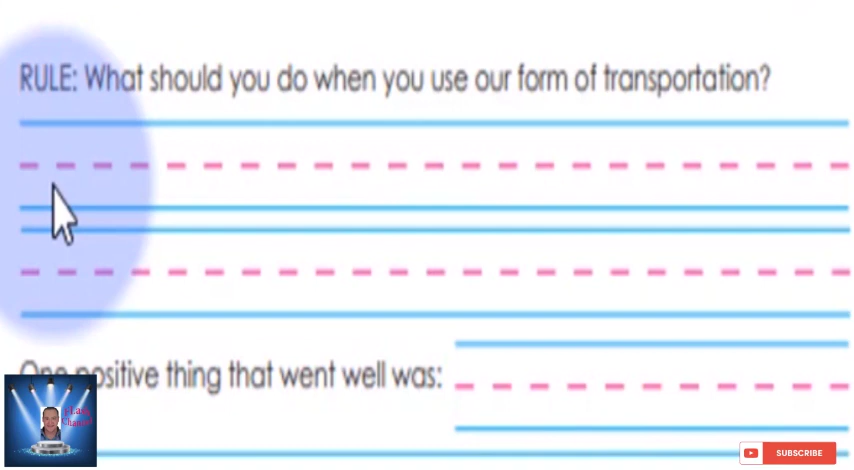 RULE: What should you do when you use our form of transportation?
One positive thing that went well was:
SUBSCRIBE